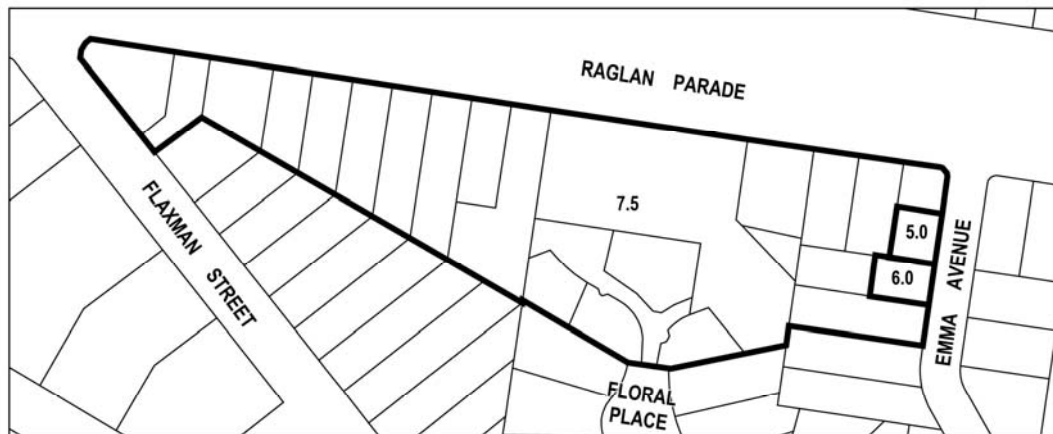 RAGLAN PARADE
7.5
5.0
6.0
FLAXMAN STREET
EMMA AVENUE
FLORAL
PLACE